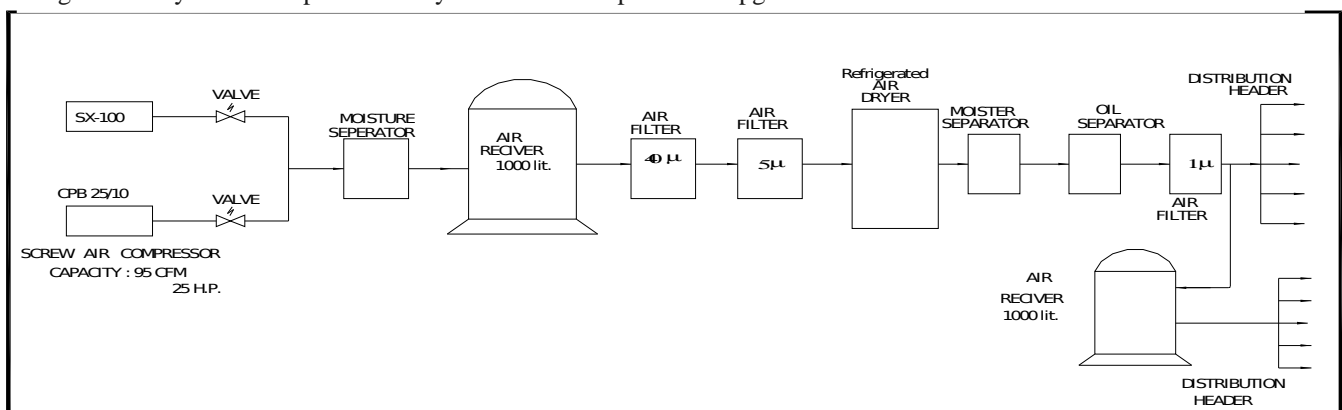 SX-100
VALVE
CPB 25/10
VALVE
SCREW AIR COMPRESSOR
CAPACITY : 95 CFM
25 H.P.
MOISTURE
SEPERATOR
AIR
RECIVER
1000 lit.
AIR
FILTER
40 μ
AIR
FILTER
5 μ
Refrigerated
AIR
DRYER
MOISTER
SEPARATOR
OIL
SEPARATOR
1 μ
AIR
FILTER
DISTRIBUTION
HEADER
AIR
RECIVER
1000 lit.
DISTRIBUTION
HEADER